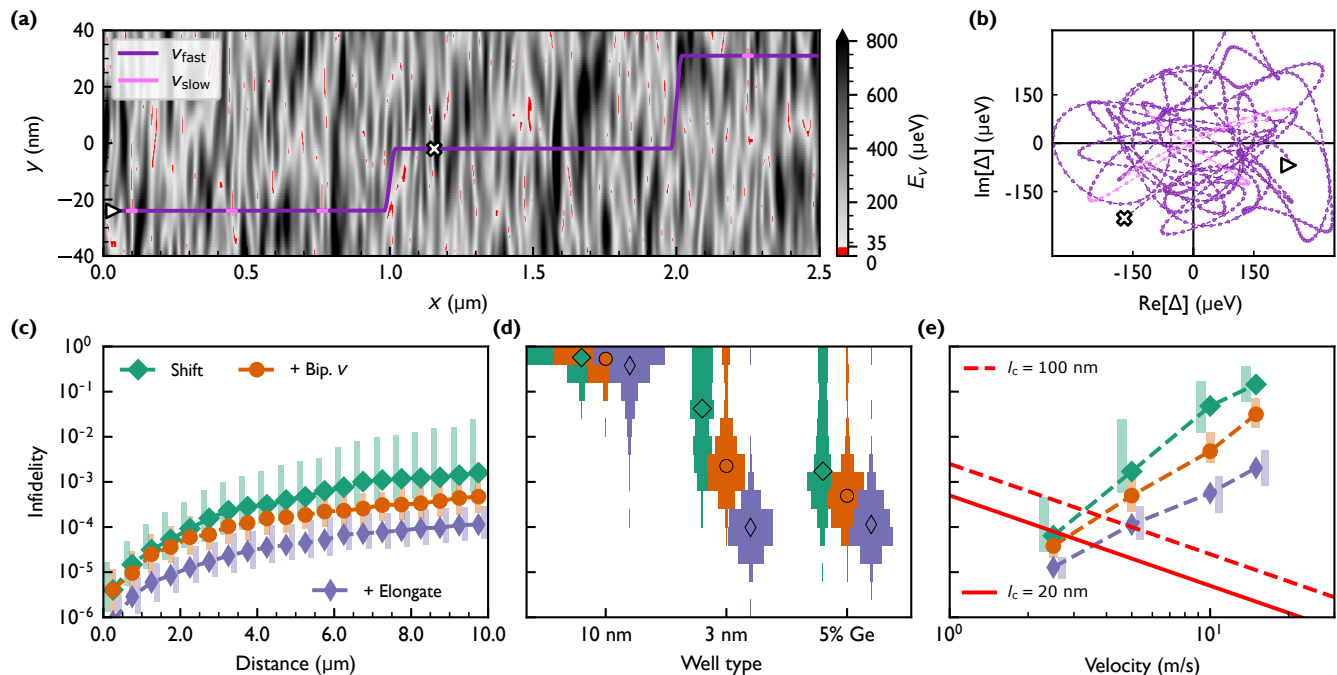 (a)
40
20
0
−20
−40
y (nm)
v_fast
v_slow
0.0
0.5
1.0
1.5
2.0
2.5
x (μm)
800
600
400
200
35
0
E_v (μeV)
(b)
150
0
-150
Im[Δ] (μeV)
-150
0
150
Re[Δ] (μeV)
(c)
10^0
10^-1
10^-2
10^-3
10^-4
10^-5
10^-6
Infidelity
Shift
+ Bip. v
+ Elongate
0.0
2.0
4.0
6.0
8.0
10.0
Distance (μm)
(d)
10 nm
3 nm
5% Ge
Well type
(e)
l_c = 100 nm
l_c = 20 nm
10^0
10^1
Velocity (m/s)